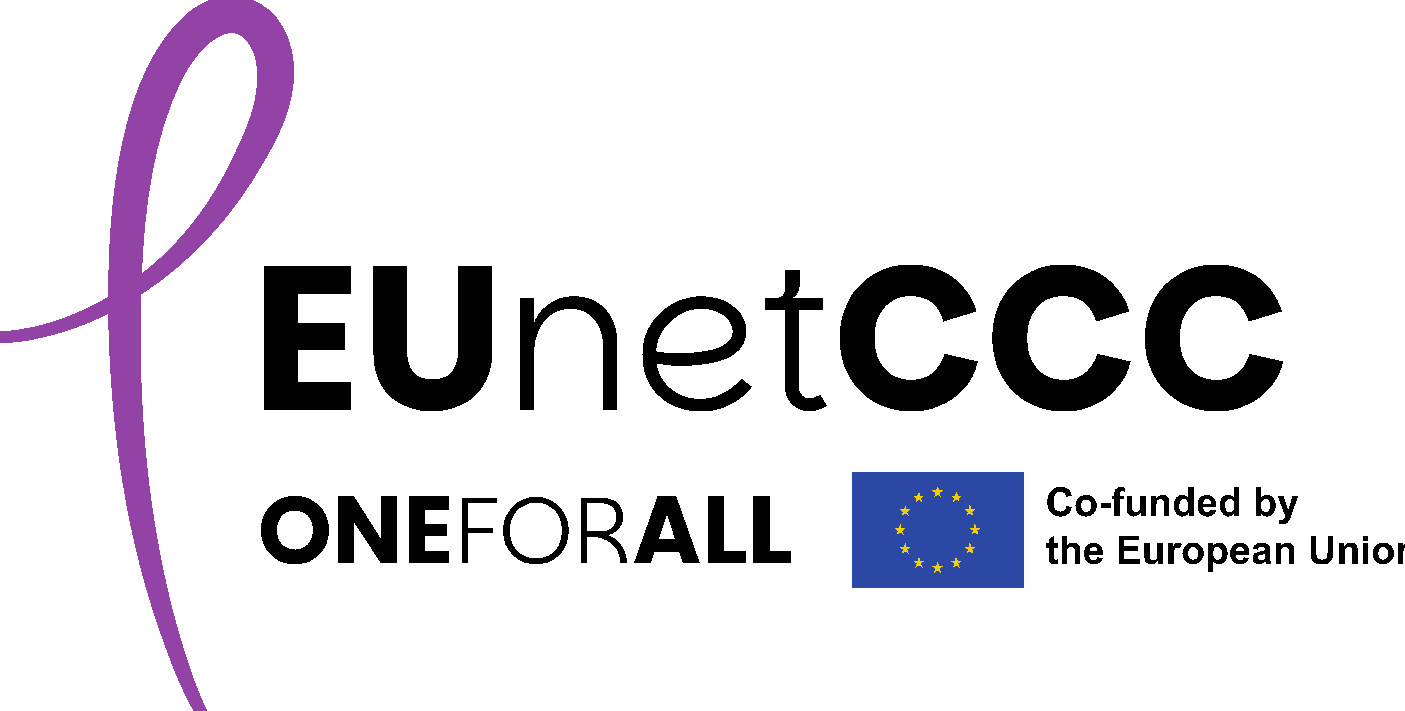 EUnetCCC
ONEFORALL
Co-funded by
the European Union